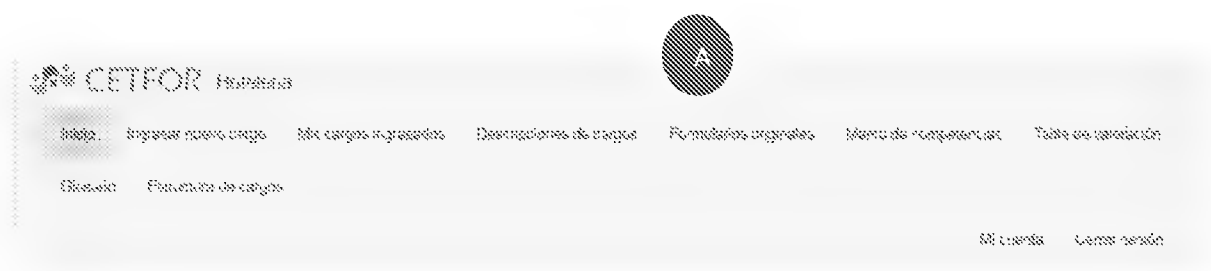 A
CETFOR
Inicio Ingresar nuevo cargo Mis cargos ingresados Descripciones de cargos Formularios originales Menú de competencias Tabla de valoración
Glosario Estructura de cargos
Mi cuenta Cerrar sesión